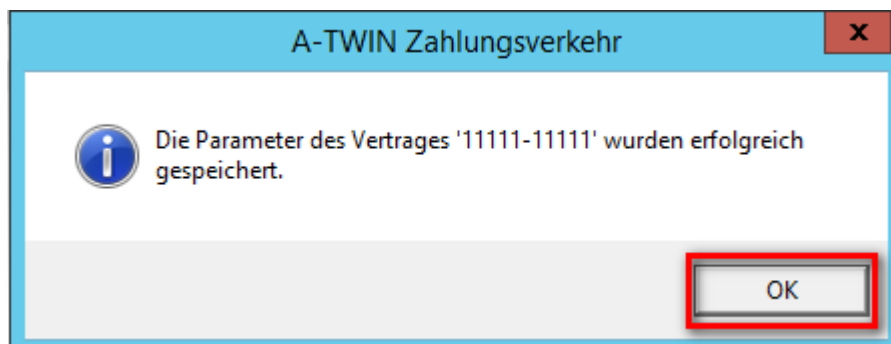 A-TWIN Zahlungsverkehr
x
Die Parameter des Vertrages '11111-11111' wurden erfolgreich
gespeichert.
OK